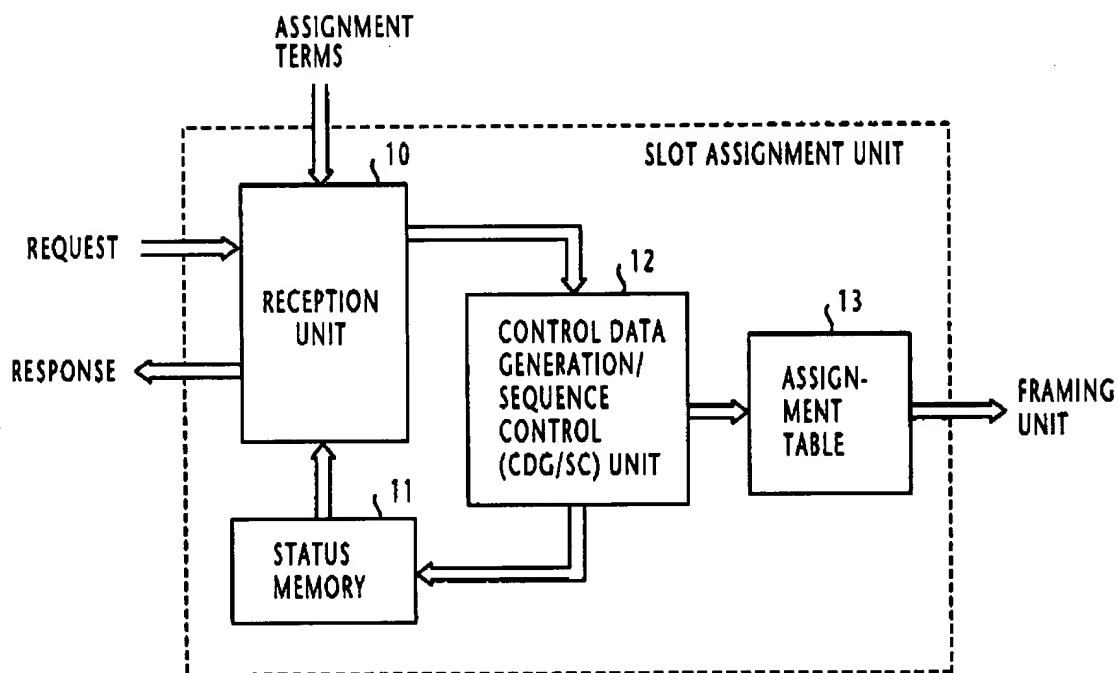 ASSIGNMENT
TERMS
SLOT ASSIGNMENT UNIT
10
REQUEST
RECEPTION
UNIT
RESPONSE
12
CONTROL DATA
GENERATION/
SEQUENCE
CONTROL
(CDG/SC) UNIT
13
ASSIGN-
MENT
TABLE
FRAMING
UNIT
11
STATUS
MEMORY